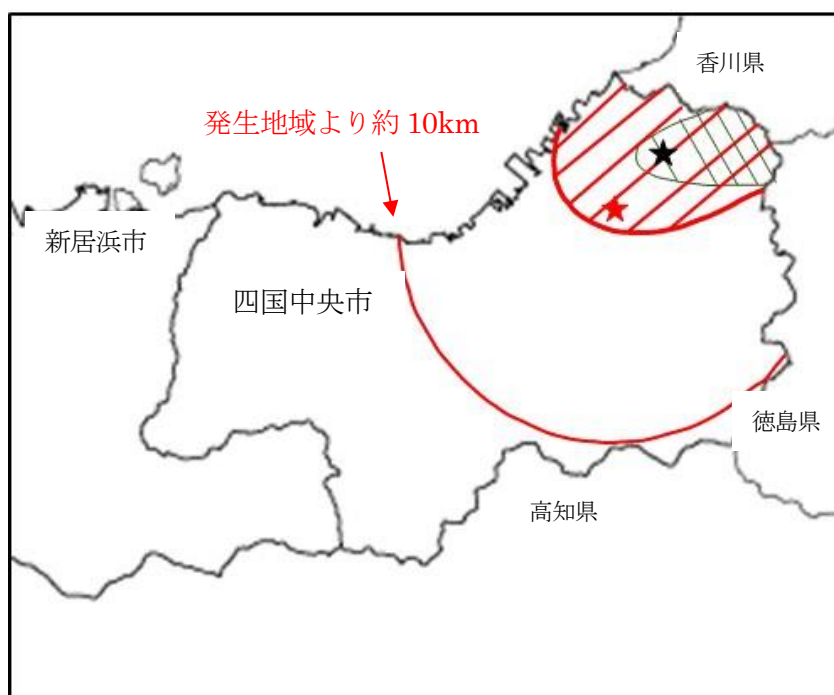 香川県
発生地域より約 10km
新居浜市
四国中央市
徳島県
高知県